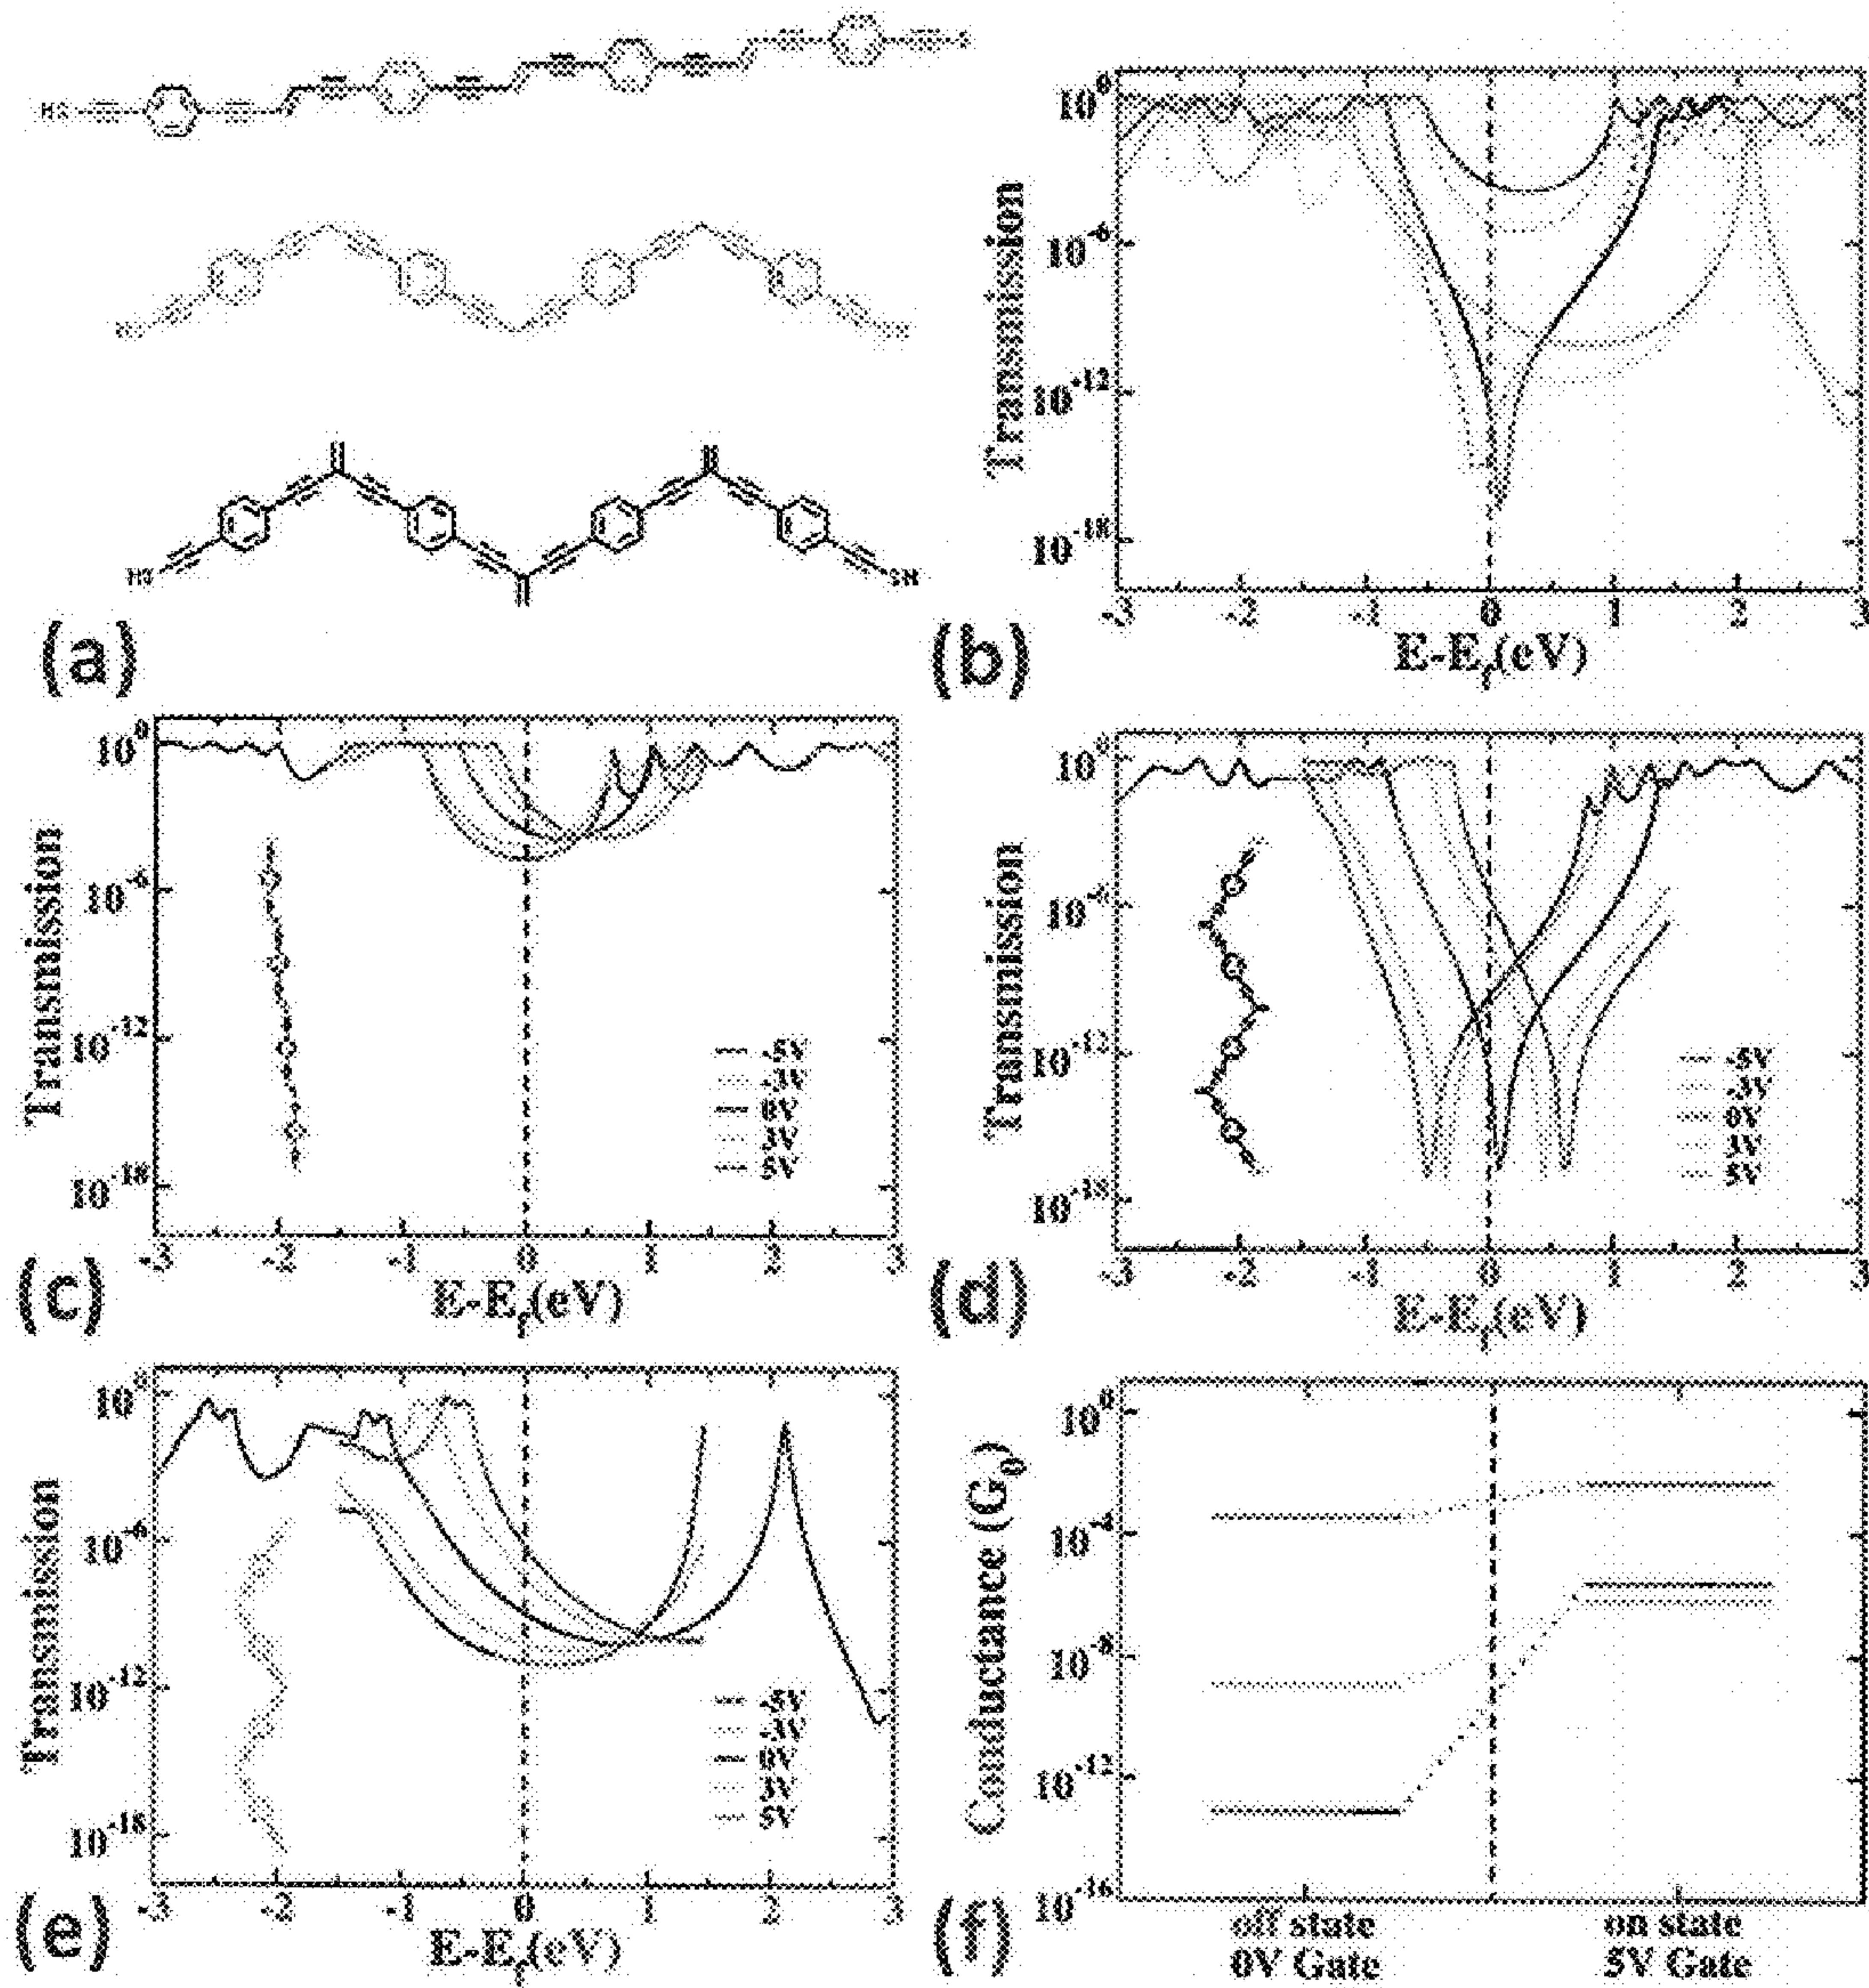 HS
(a)
Transmission
10^0
10^-6
10^-12
10^-18
-3 -2 -1 0 1 2 3
E-E_f(eV)
(b)
Transmission
10^0
10^-6
10^-12
10^-18
-5V
-3V
0V
5V
-3 -2 -1 0 1 2 3
E-E_f(eV)
(c)
Transmission
10^0
10^-12
10^-18
-5V
-3V
0V
3V
5V
-3 -2 -1 0 1 2 3
E-E_f(eV)
(d)
Transmission
10^0
10^-6
10^-12
10^-18
-5V
-3V
0V
3V
5V
-3 -2 -1 0 1 2 3
E-E_f(eV)
(e)
Conductance (G_0)
10^0
10^-4
10^-8
10^-12
10^-16
off state
0V Gate
on state
5V Gate
(f)